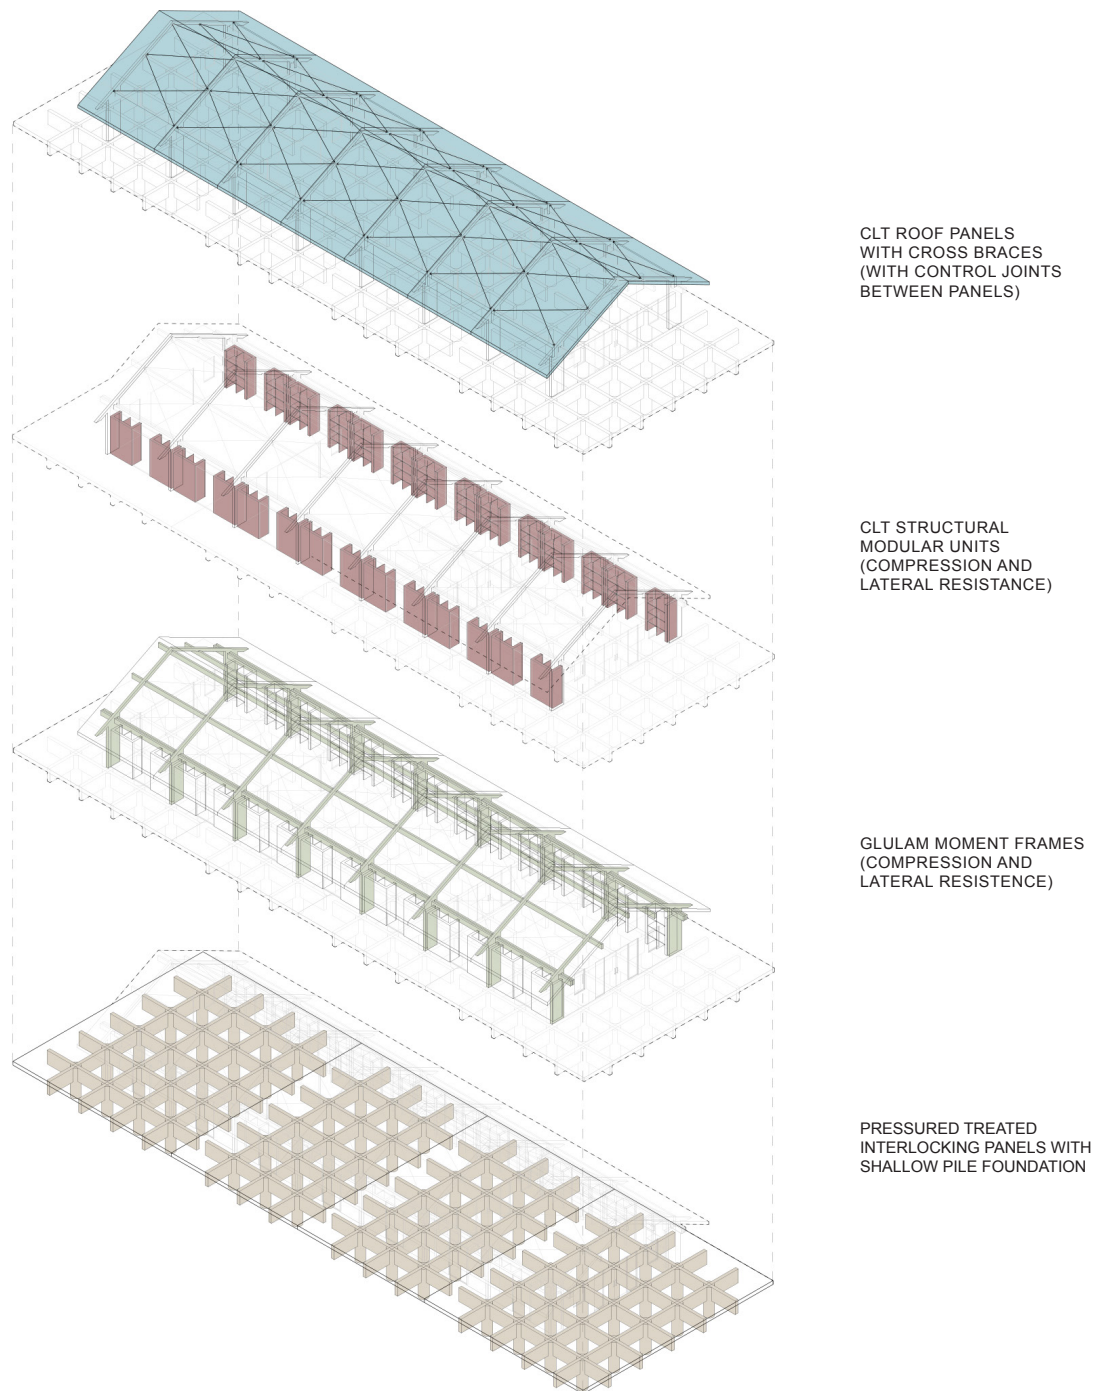 CLT ROOF PANELS
WITH CROSS BRACES
(WITH CONTROL JOINTS
BETWEEN PANELS)
CLT STRUCTURAL
MODULAR UNITS
(COMPRESSION AND
LATERAL RESISTANCE)
GLULAM MOMENT FRAMES
(COMPRESSION AND
LATERAL RESISTENCE)
PRESSURED TREATED
INTERLOCKING PANELS WITH
SHALLOW PILE FOUNDATION